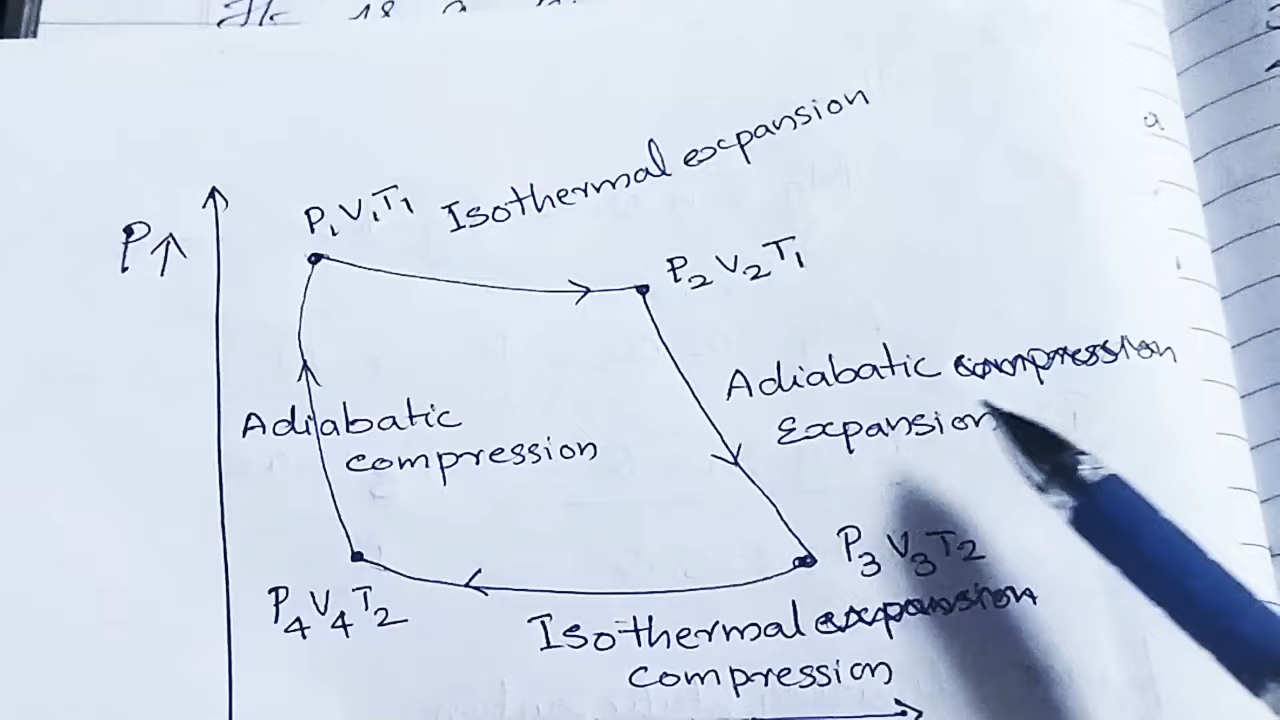 Isothermal expansion
P₁V₁T₁
P↑
P₂V₂T₁
Adiabatic compression
Expansion
Adiabatic
compression
P₃V₃T₂
P₄V₄T₂
Isothermal expansion
compression